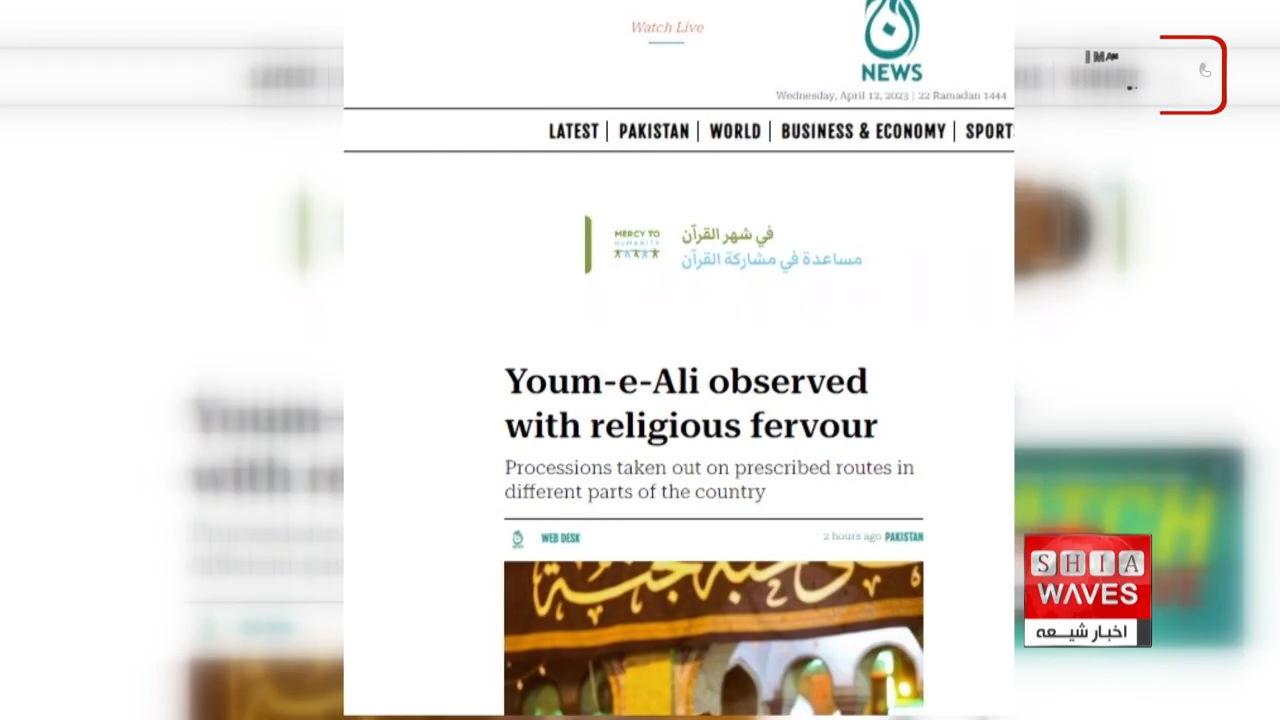 Watch Live
NEWS
Wednesday, April 12, 2023 | 22 Ramadan 1444
LATEST | PAKISTAN | WORLD | BUSINESS & ECONOMY | SPORT
MERCY TO
HUMANITY
في شهر القرآن
مساعدة في مشاركة القرآن
Youm-e-Ali observed
with religious fervour
Processions taken out on prescribed routes in
different parts of the country
WEB DESK
2 hours ago PAKISTAN
SHIA
WAVES
اخبار شیعه